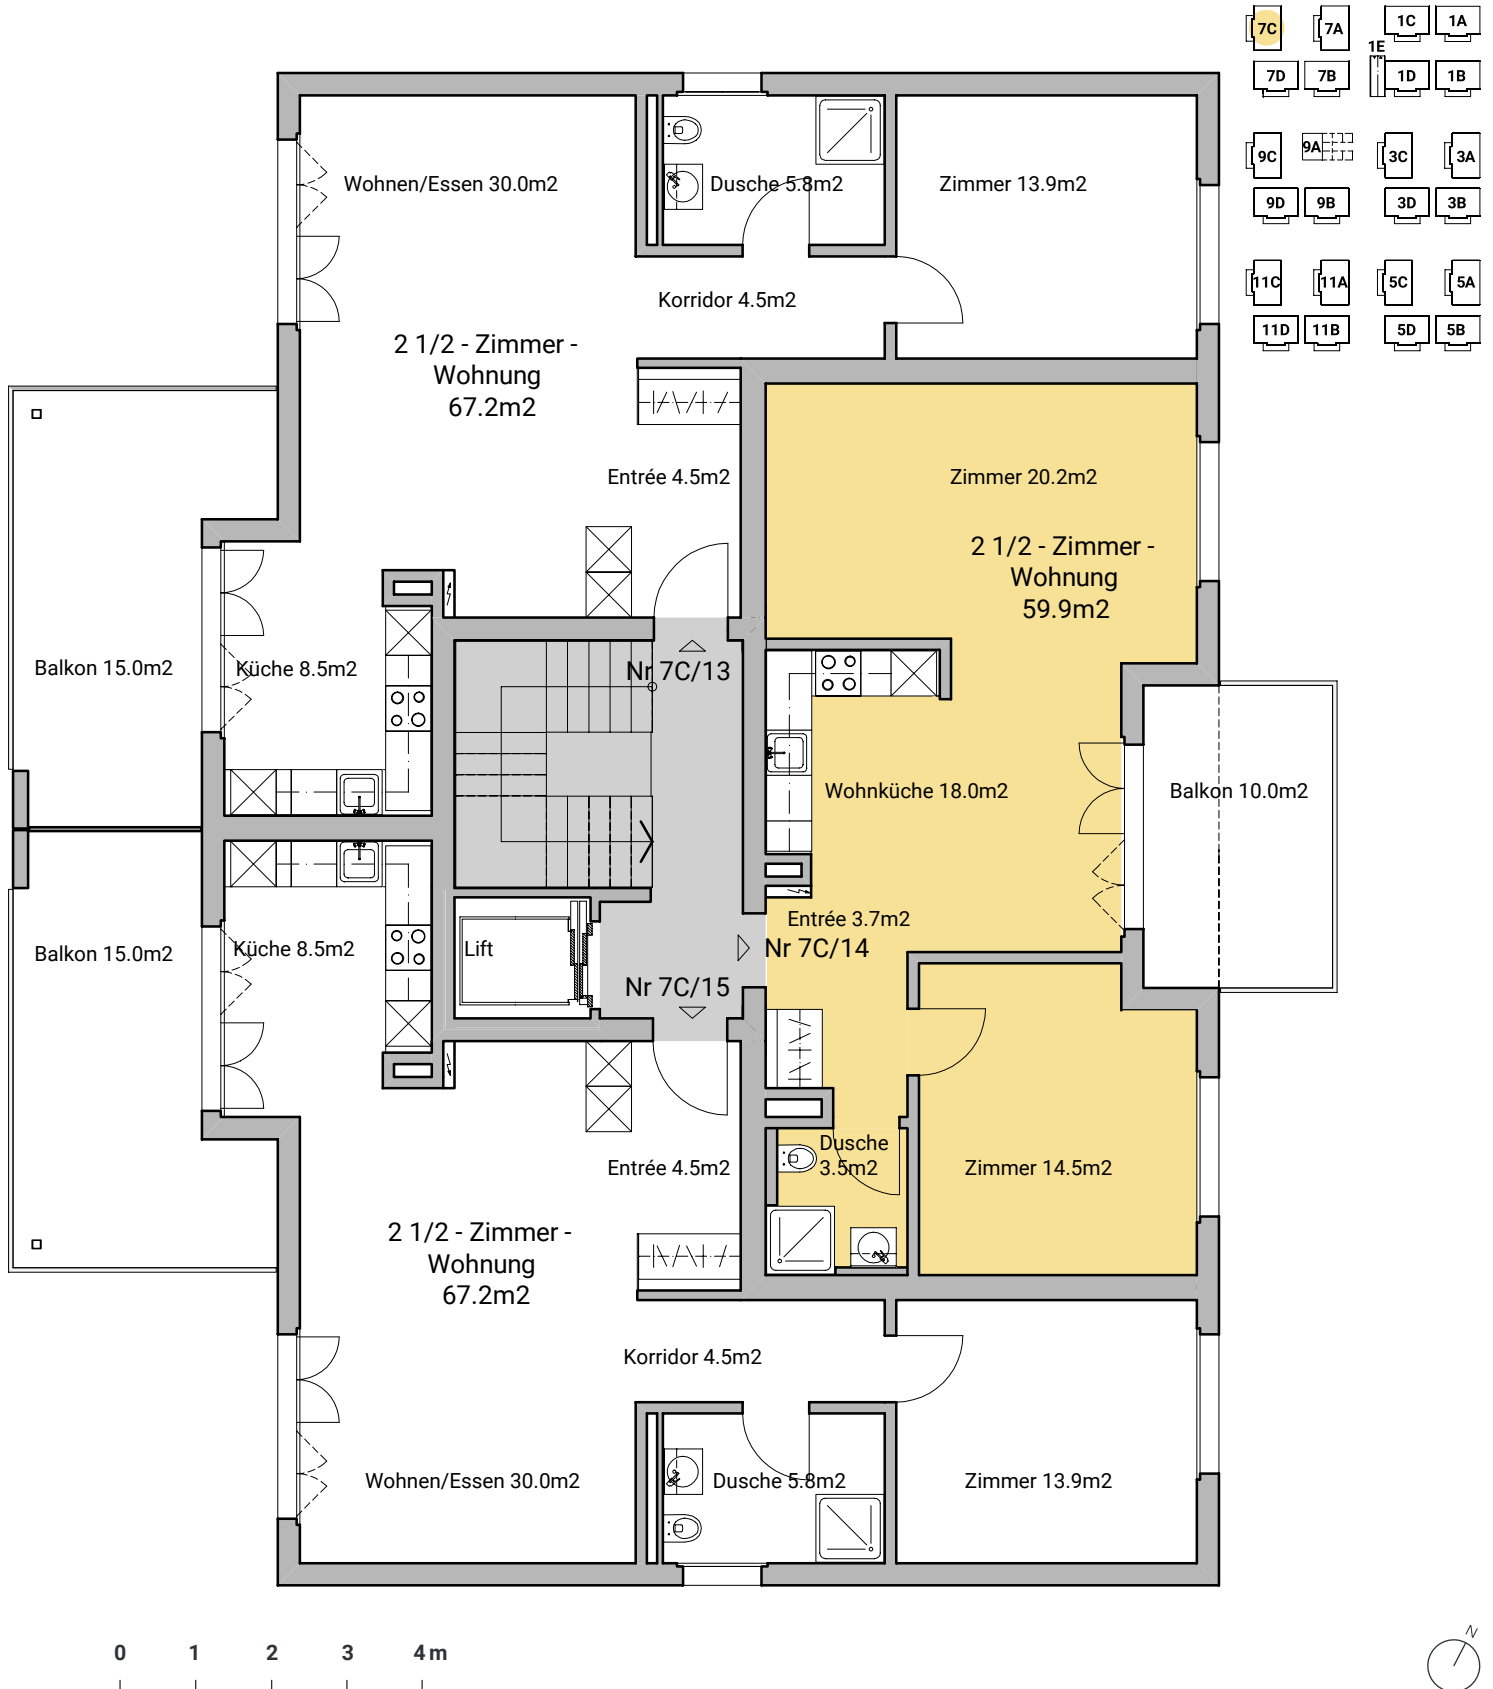 7C
7A
1C
1A
1E
7D
7B
1D
1B
9C
9A
3C
3A
9D
9B
3D
3B
11C
11A
5C
5A
11D
11B
5D
5B
Wohnen/Essen 30.0m2
Dusche 5.8m2
Zimmer 13.9m2
Korridor 4.5m2
2 1/2 - Zimmer -
Wohnung
67.2m2
Entrée 4.5m2
Zimmer 20.2m2
2 1/2 - Zimmer -
Wohnung
59.9m2
Balkon 15.0m2
Küche 8.5m2
Nr 7C/13
Wohnküche 18.0m2
Balkon 10.0m2
Entrée 3.7m2
Nr 7C/14
Balkon 15.0m2
Küche 8.5m2
Lift
Nr 7C/15
Dusche
3.5m2
Zimmer 14.5m2
Entrée 4.5m2
2 1/2 - Zimmer -
Wohnung
67.2m2
Korridor 4.5m2
Wohnen/Essen 30.0m2
Dusche 5.8m2
Zimmer 13.9m2
0 1 2 3 4 m
N